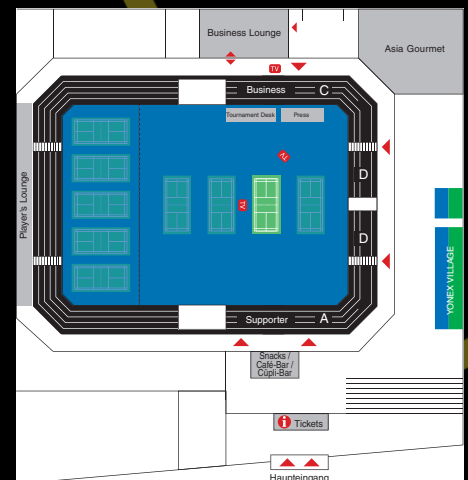 Business Lounge
Asia Gourmet
TV
Business
C
Tournament Desk
Press
TV
D
Player's Lounge
TV
D
YONEX VILLAGE
Supporter
A
Snacks /
Café-Bar /
Cüpli-Bar
i
Tickets
Haupteingang